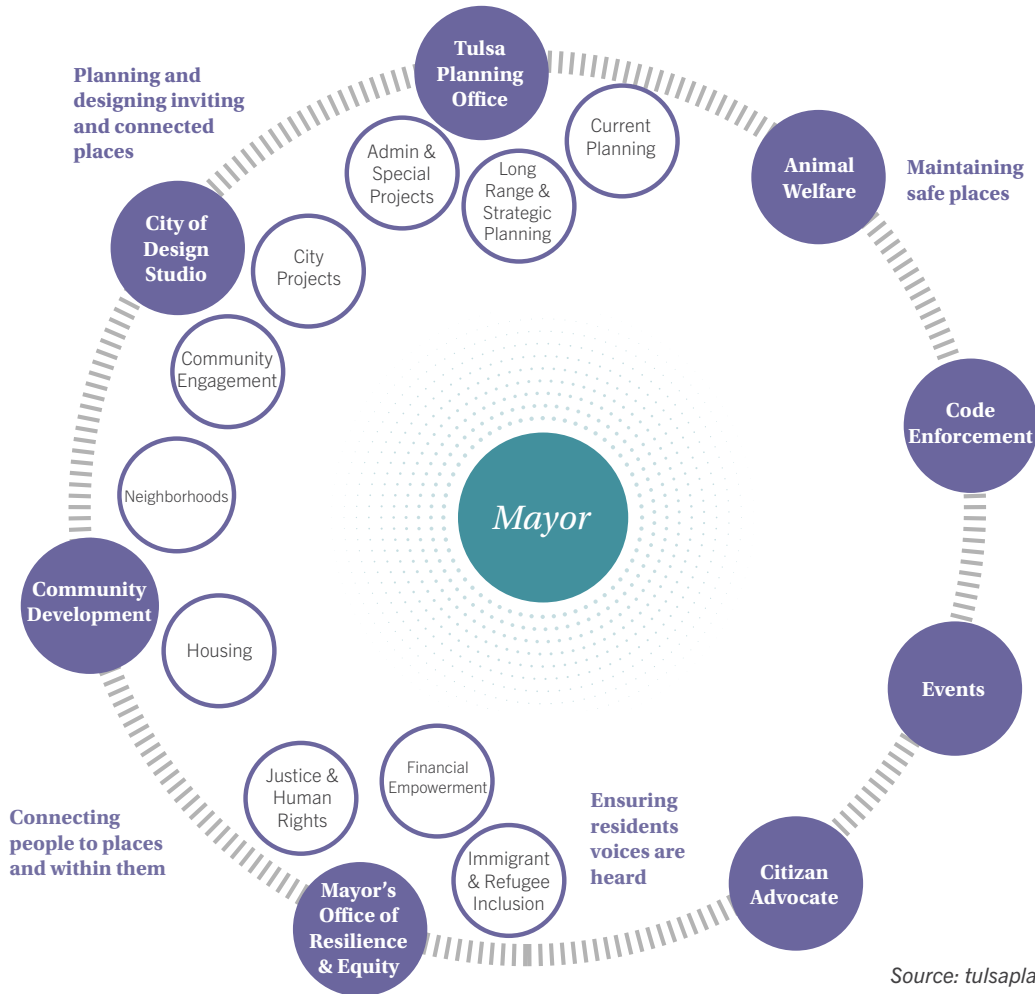 Tulsa
Planning
Office
Planning and
designing inviting
and connected
places
Admin &
Special
Projects
Long
Range &
Strategic
Planning
Current
Planning
Animal
Welfare
Maintaining
safe places
City of
Design
Studio
City
Projects
Community
Engagement
Code
Enforcement
Neighborhoods
Mayor
Community
Development
Housing
Events
Justice &
Human
Rights
Financial
Empowerment
Immigrant
& Refugee
Inclusion
Ensuring
residents
voices are
heard
Connecting
people to places
and within them
Citizan
Advocate
Mayor's
Office of
Resilience
& Equity
Source: tulsapla